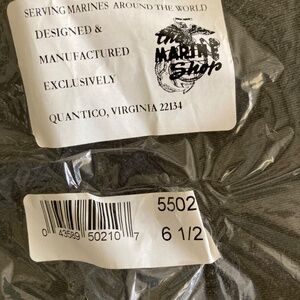 SERVING MARINES AROUND THE WORLD
DESIGNED &
MANUFACTURED
EXCLUSIVELY
QUANTICO, VIRGINIA 22134
the
MARINE
Shop
5502
6 1/2
0 43589 50210 7